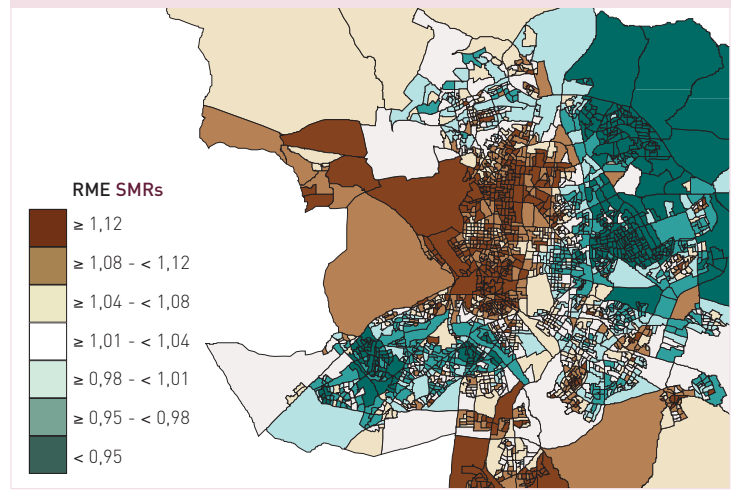 RME SMRs
≥ 1,12
≥ 1,08 - < 1,12
≥ 1,04 - < 1,08
≥ 1,01 - < 1,04
≥ 0,98 - < 1,01
≥ 0,95 - < 0,98
< 0,95